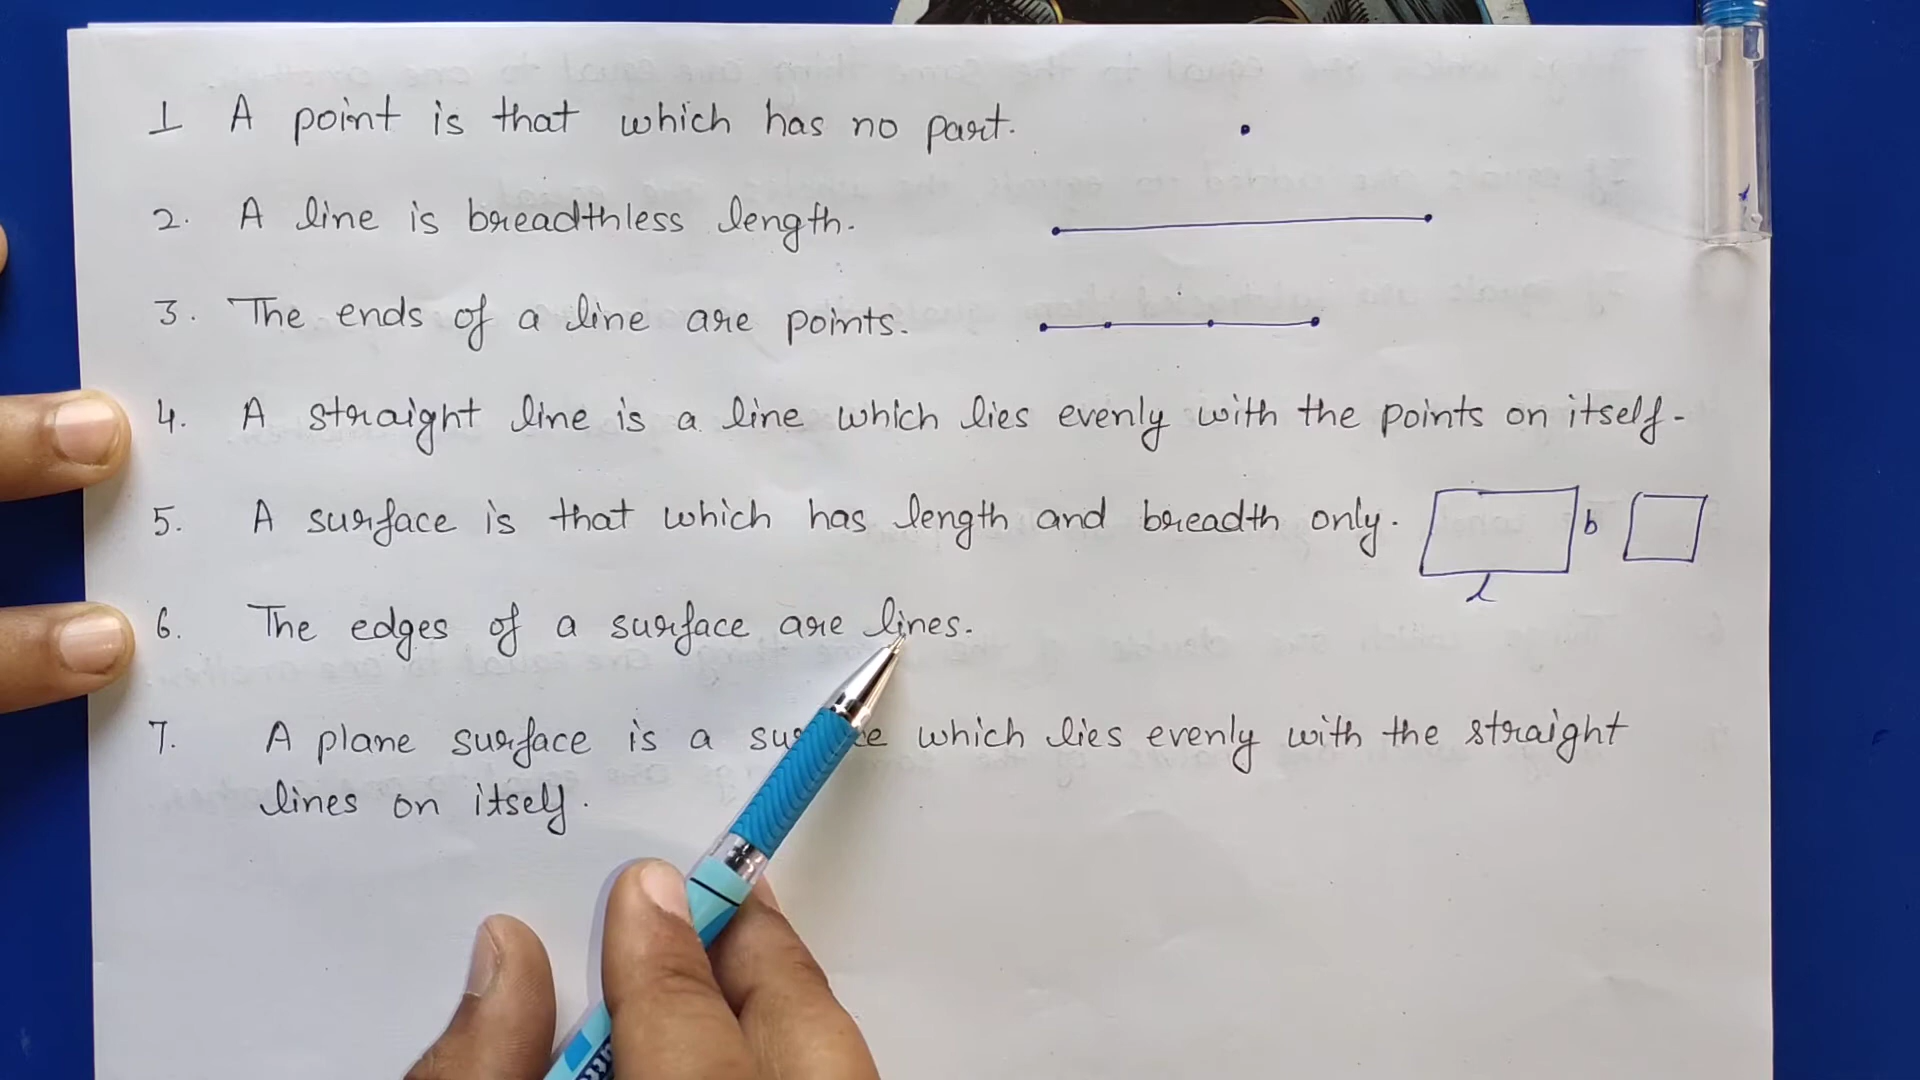 1 A point is that which has no part.
2. A line is breadthless length.
3. The ends of a line are points.
4. A straight line is a line which lies evenly with the points on itself.
5. A surface is that which has length and breadth only.
b
l
6. The edges of a surface are lines.
7. A plane surface is a which lies evenly with the straight
lines on itself.